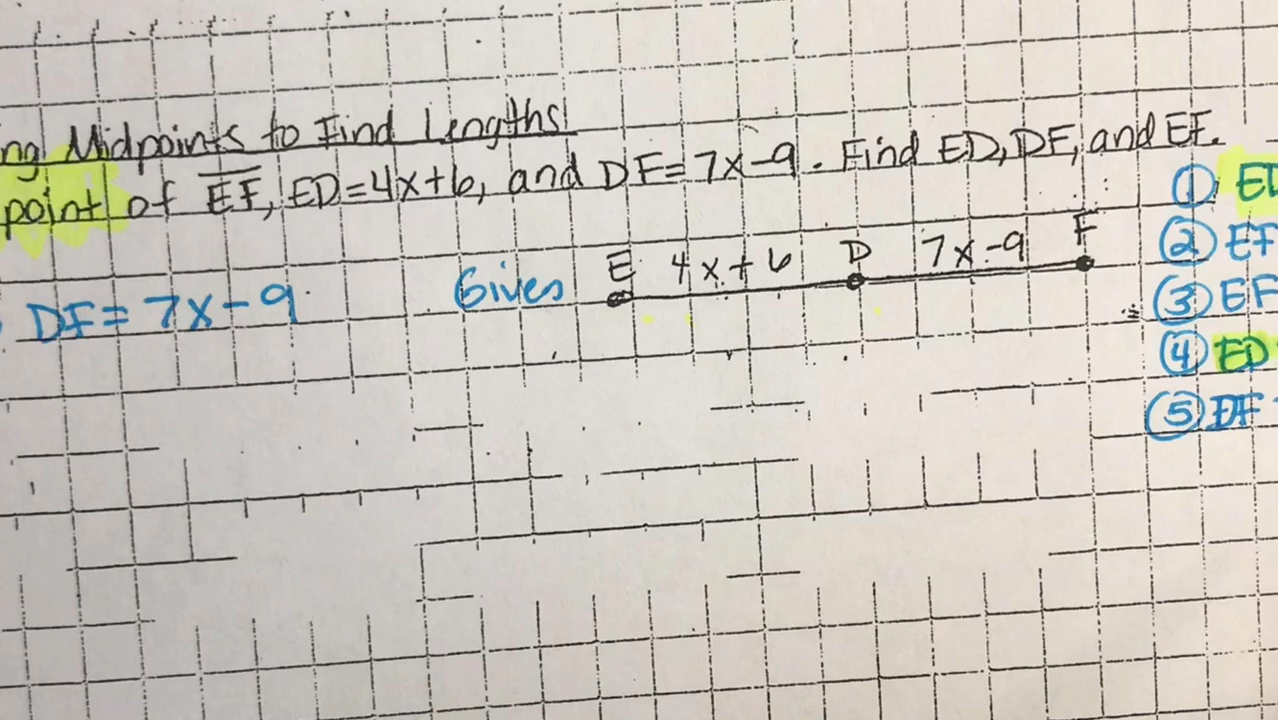 ng Midpoints to Find Lengths
point of EF, ED=4x+6, and DF=7x-9. Find ED, DF, and EF.
① ED
E 4x+6 D 7x-9 F
② EF
DF=7x-9 Given
③ EF
④ ED
⑤ DF